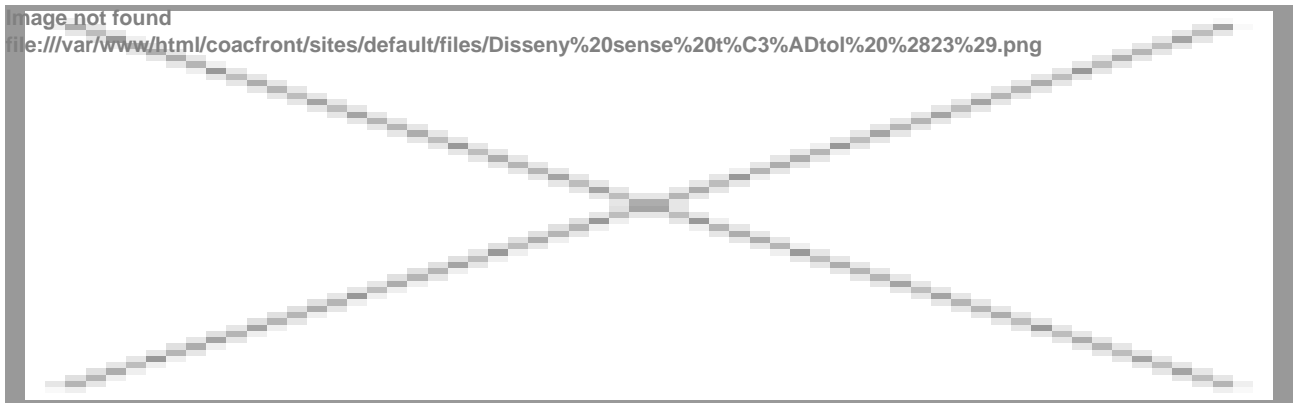 Image not found
file:///var/www/html/coacfront/sites/default/files/Disseny%20sense%20t%C3%ADtol%20%2823%29.png